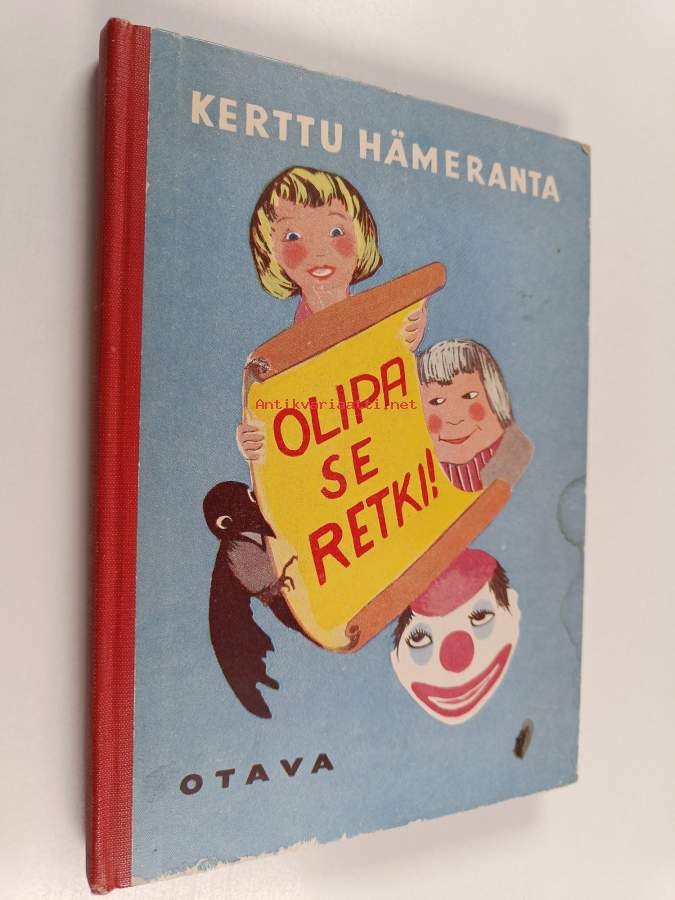 KERTTU HÄMERANTA
OLIPA
Antikvariaatti.net
SE
RETKI!
OTAVA